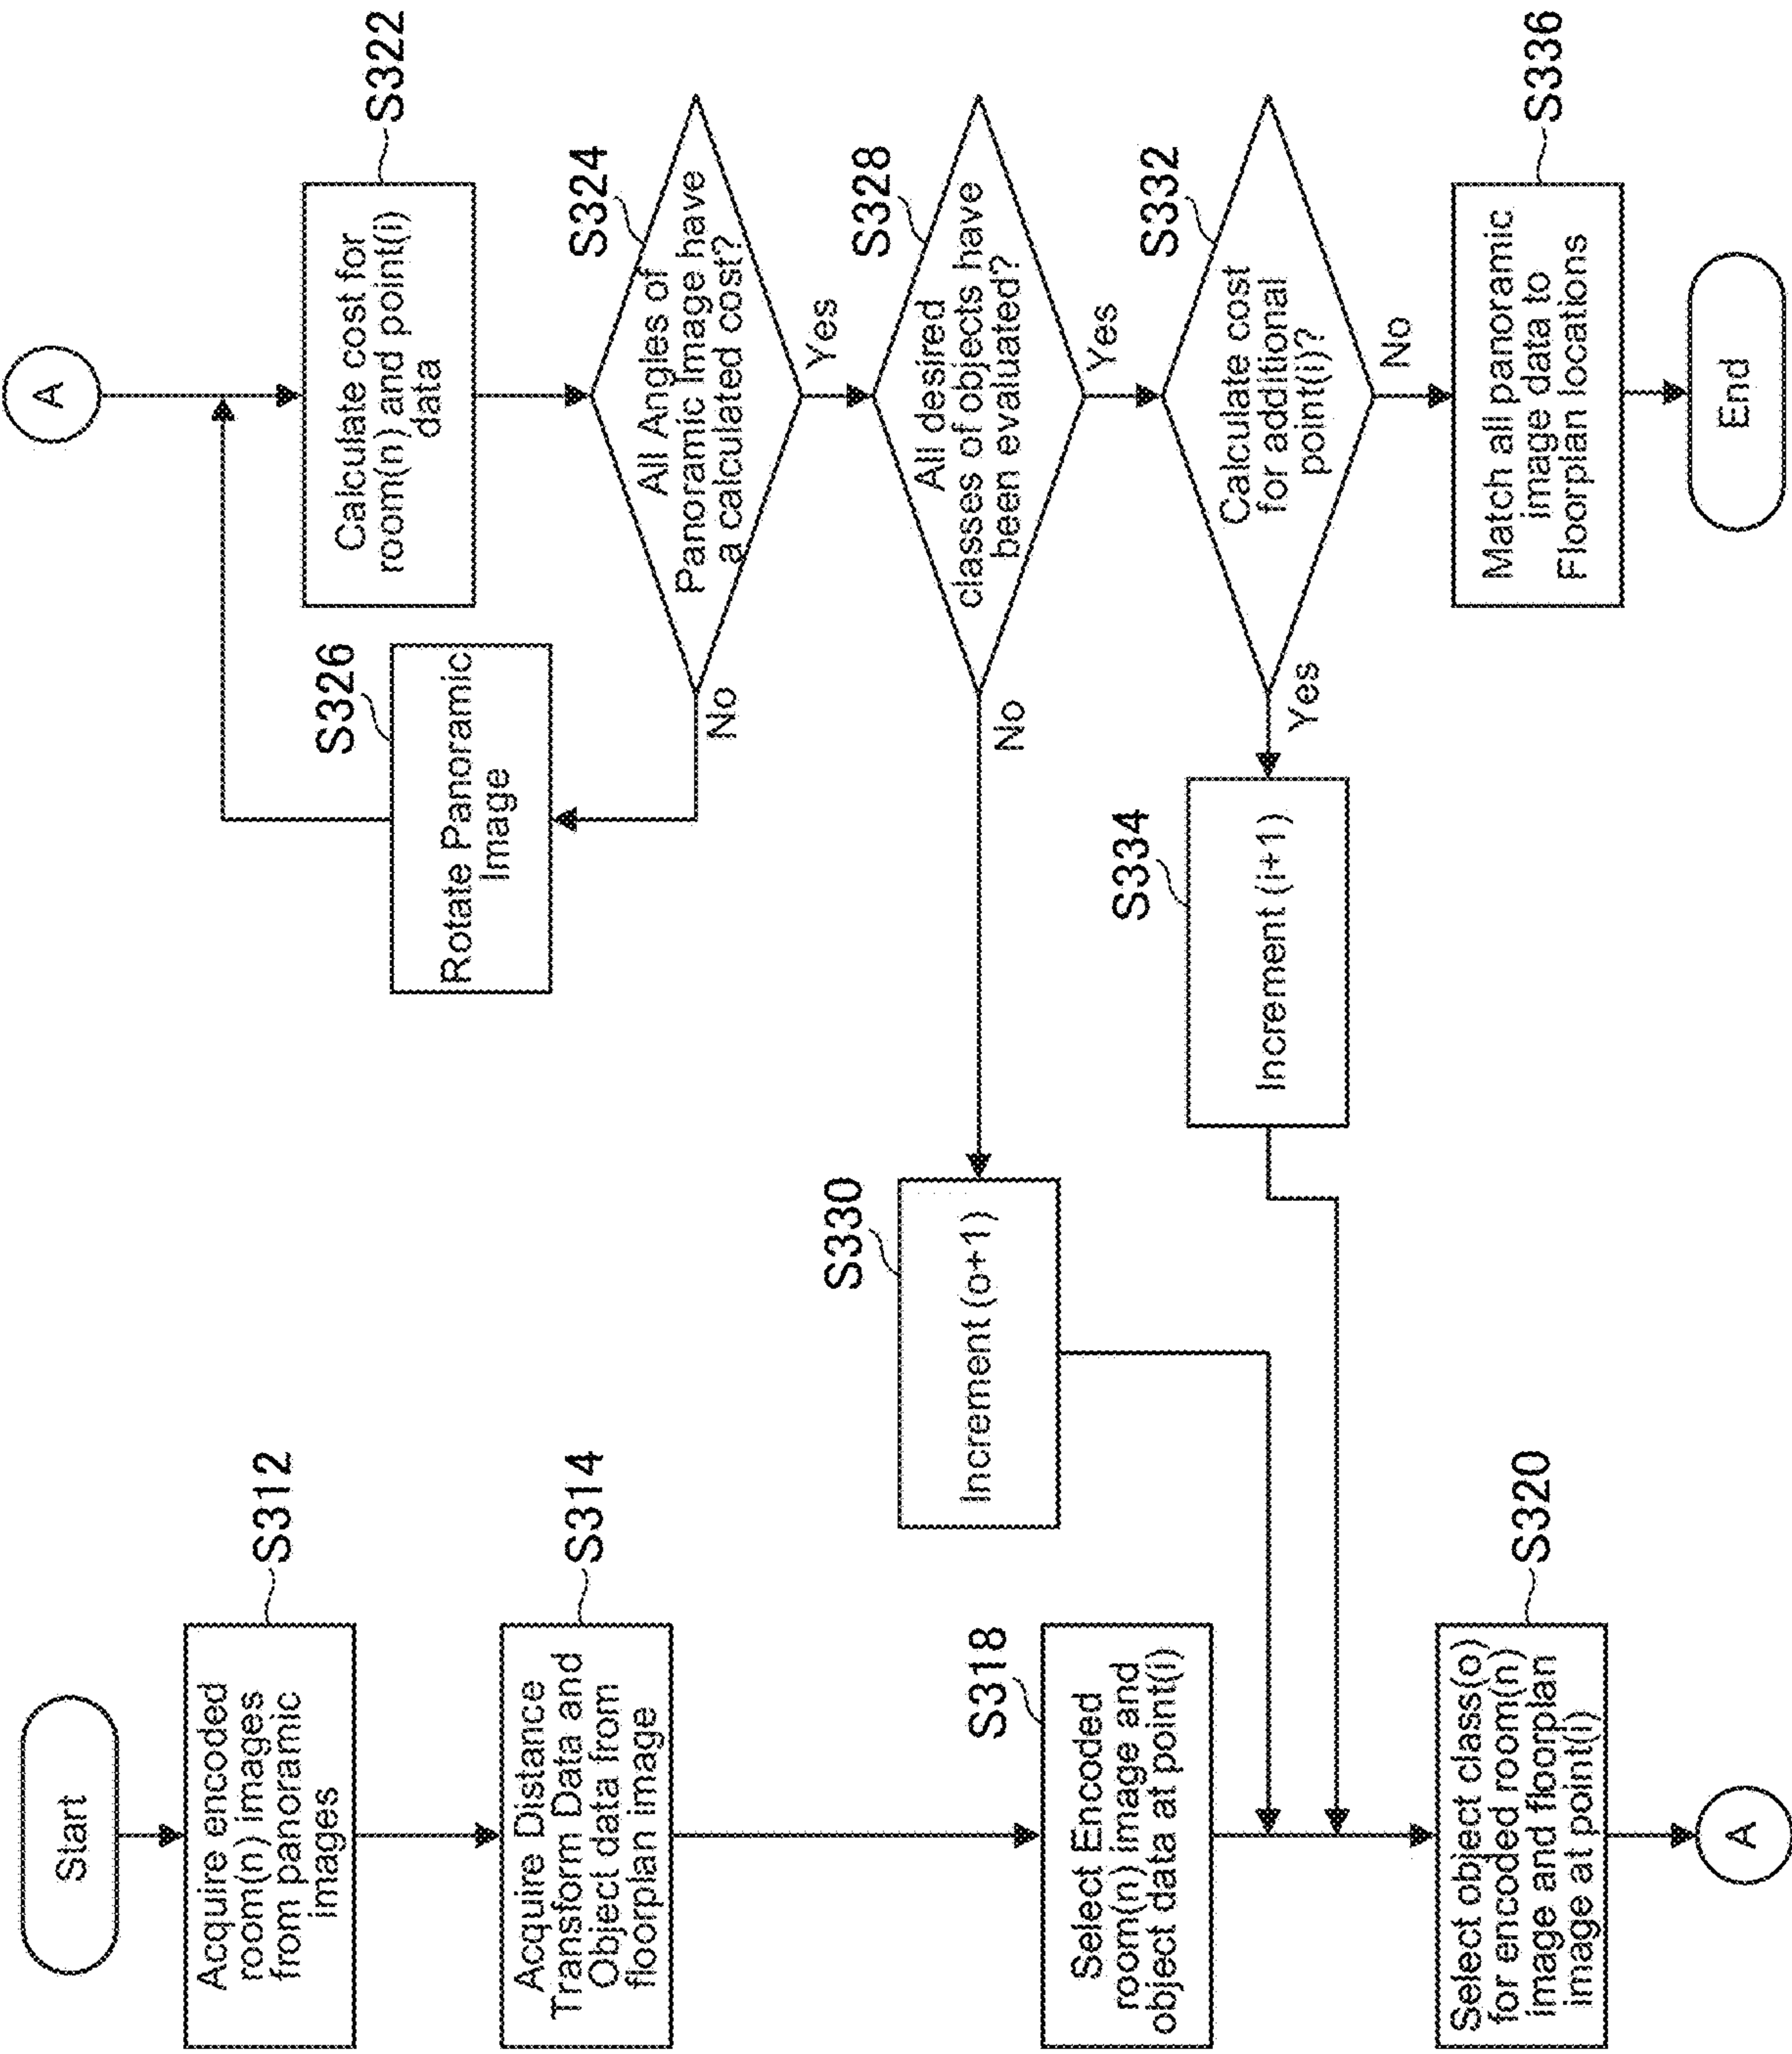 Start
Acquire encoded
room(n) images
from panoramic
images
S312
Acquire Distance
Transform Data and
Object data from
floorplan image
S314
Select Encoded
room(n) image and
object data at point(i)
S318
Select object class(o)
for encoded room(n)
image and floorplan
image at point(i)
S320
A
A
Calculate cost for
room(n) and point(i)
data
S322
All Angles of
Panoramic Image have
a calculated cost?
S324
No
Yes
Rotate Panoramic
Image
S326
All desired
classes of objects have
been evaluated?
S328
No
Yes
Increment (o+1)
S330
Calculate cost
for additional
point(i)?
S332
Yes
No
Increment (i+1)
S334
Match all panoramic
image data to
Floorplan locations
S336
End